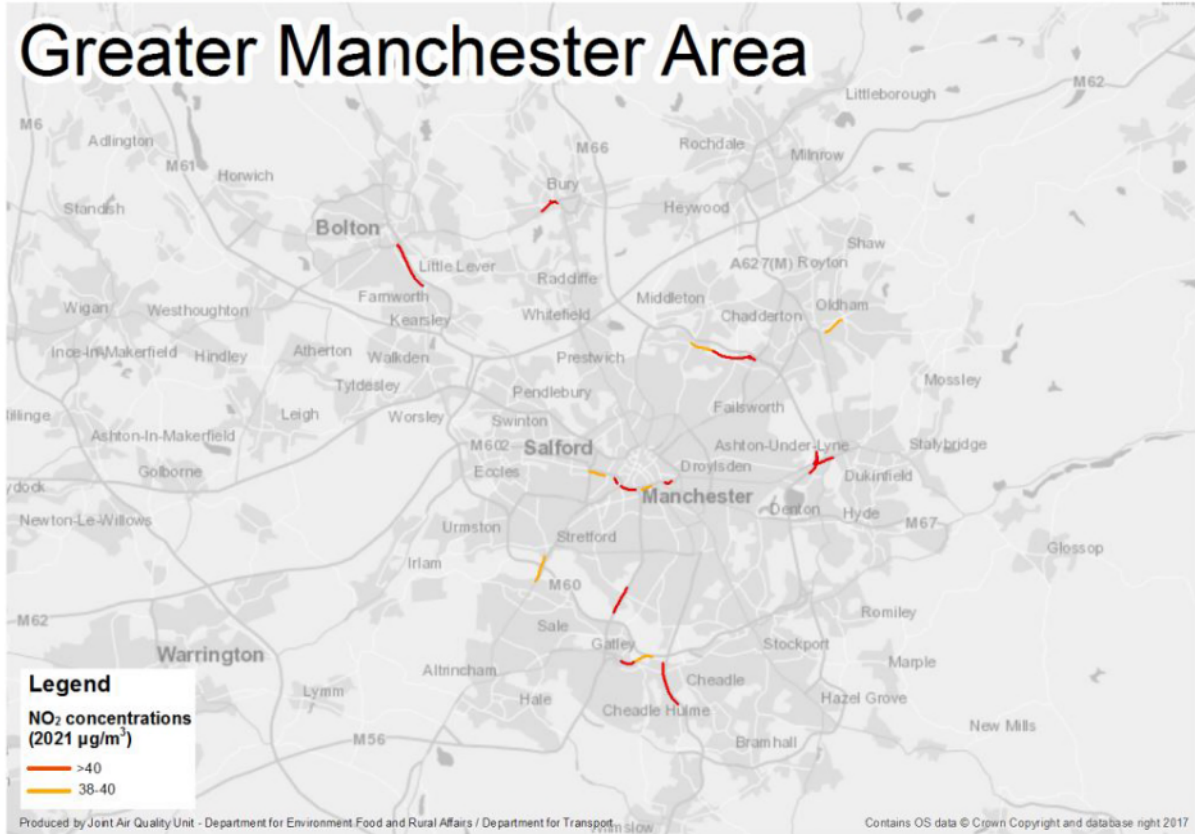 Greater Manchester Area
M62
Littleborough
M6
Adlington
M66
Rochdale
Milnrow
M61
Horwich
Bury
Standish
Heywood
Bolton
Shaw
Little Lever
A627(M) Royton
Radcliffe
Farnworth
Middleton
Oldham
Wigan
Westhoughton
Whitefield
Chadderton
Kearsley
Ince-In-Makerfield
Hindley
Atherton
Walkden
Prestwich
Tyldesley
Pendlebury
Mossley
Leigh
Worsley
Swinton
Failsworth
Ashton-In-Makerfield
M602
Salford
Ashton-Under-Lyne
Stalybridge
Golborne
Eccles
Droylsden
Dukinfield
Manchester
Denton
Hyde
Newton-Le-Willows
Urmston
Stretford
M67
Irlam
Glossop
M60
M62
Sale
Romiley
Warrington
Gatley
Stockport
Altrincham
Marple
Lymm
Hale
Cheadle
Hazel Grove
Cheadle Hulme
New Mills
M56
Bramhall
Legend
NO₂ concentrations
(2021 µg/m³)
>40
38-40
Produced by Joint Air Quality Unit - Department for Environment Food and Rural Affairs / Department for Transport
Contains OS data © Crown Copyright and database right 2017